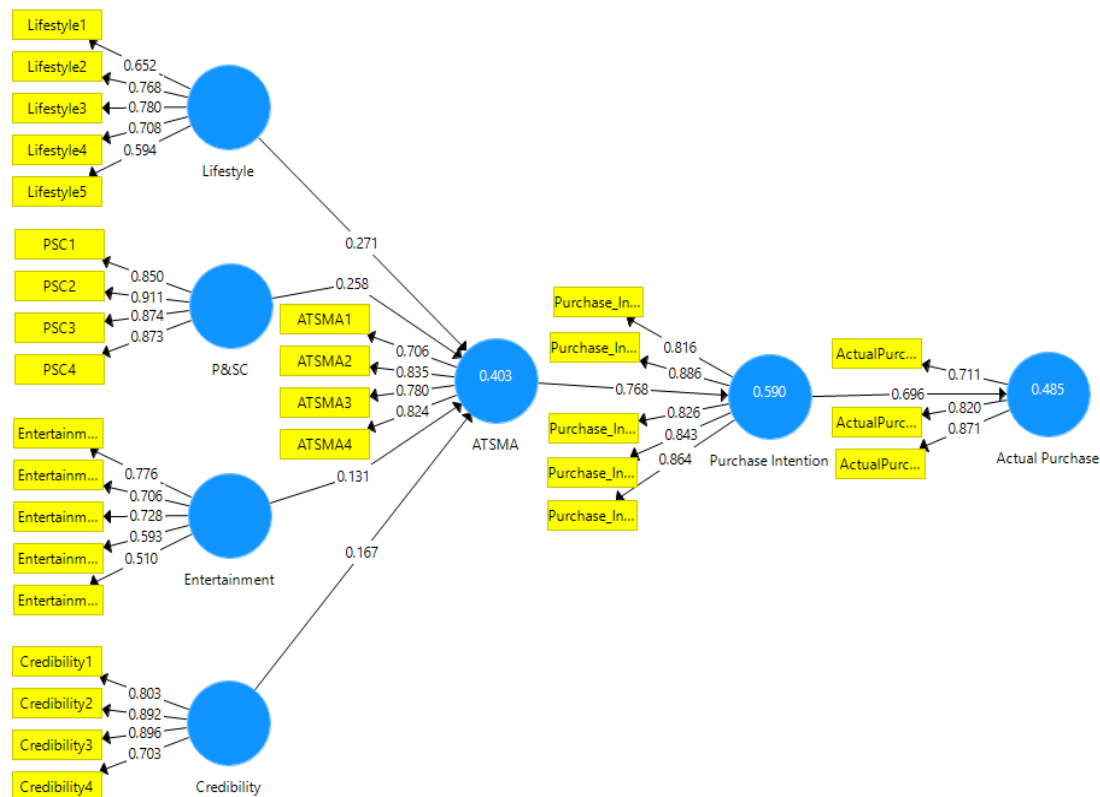 Lifestyle1
Lifestyle2
Lifestyle3
Lifestyle4
Lifestyle5
0.652
0.768
0.780
0.708
0.594
Lifestyle
0.271
PSC1
PSC2
PSC3
PSC4
0.850
0.911
0.874
0.873
P&SC
0.258
Entertainm...
Entertainm...
Entertainm...
Entertainm...
Entertainm...
0.776
0.706
0.728
0.593
0.510
Entertainment
0.131
Credibility1
Credibility2
Credibility3
Credibility4
0.803
0.892
0.896
0.703
Credibility
0.167
ATSMA1
ATSMA2
ATSMA3
ATSMA4
0.706
0.835
0.780
0.824
0.403
ATSMA
0.768
Purchase_In...
Purchase_In...
Purchase_In...
Purchase_In...
Purchase_In...
0.816
0.886
0.826
0.843
0.864
0.590
Purchase Intention
0.696
ActualPurc...
ActualPurc...
ActualPurc...
0.711
0.820
0.871
0.485
Actual Purchase